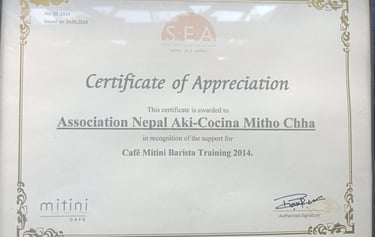 S·E·A
Certificate of Appreciation
This certificate is awarded to
Association Nepal Aki-Cocina Mitho Chha
in recognition of the support for
Café Mitini Barista Training 2014.
mitini
CAFÉ
Authorized Signature